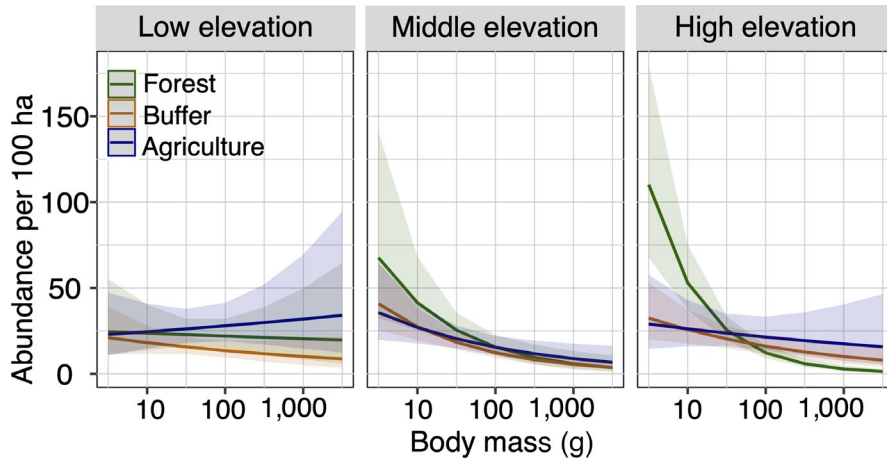 Low elevation
Middle elevation
High elevation
Forest
Buffer
Agriculture
Abundance per 100 ha
150
100
50
0
10 100 1,000
10 100 1,000
10 100 1,000
Body mass (g)